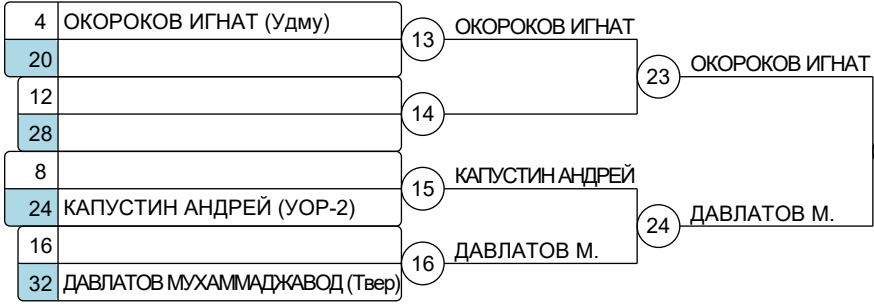 4 ОКОРОКОВ ИГНАТ (Удму)
20
12
28
8
24 КАПУСТИН АНДРЕЙ (УОР-2)
16
32 ДАВЛАТОВ МУХАММАДЖАВОД (Твер)
13 ОКОРОКОВ ИГНАТ
14
15 КАПУСТИН АНДРЕЙ
16 ДАВЛАТОВ М.
23 ОКОРОКОВ ИГНАТ
24 ДАВЛАТОВ М.